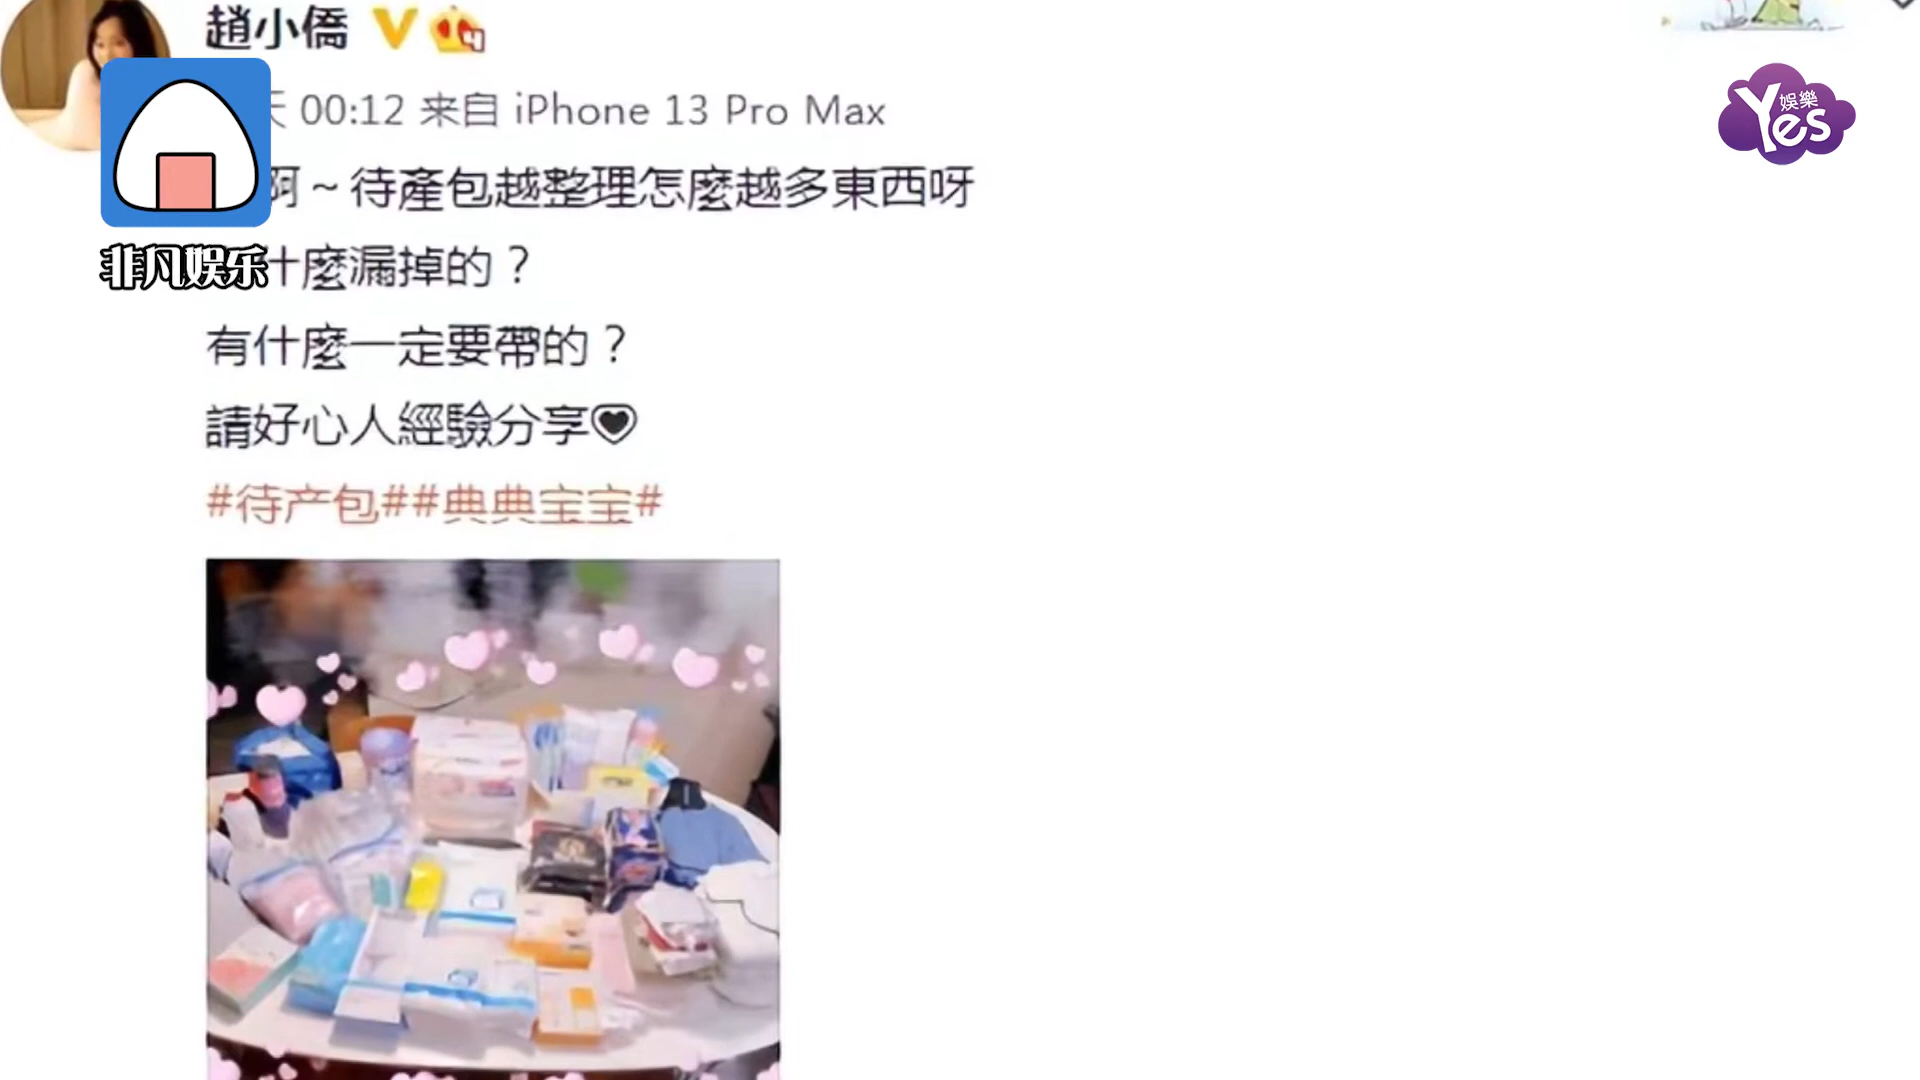 趙小僑
00:12 来自 iPhone 13 Pro Max
啊～待產包越整理怎麼越多東西呀
什麼漏掉的？
有什麼一定要帶的？
請好心人經驗分享
#待产包##典典宝宝#
非凡娱乐
Yes 娛樂